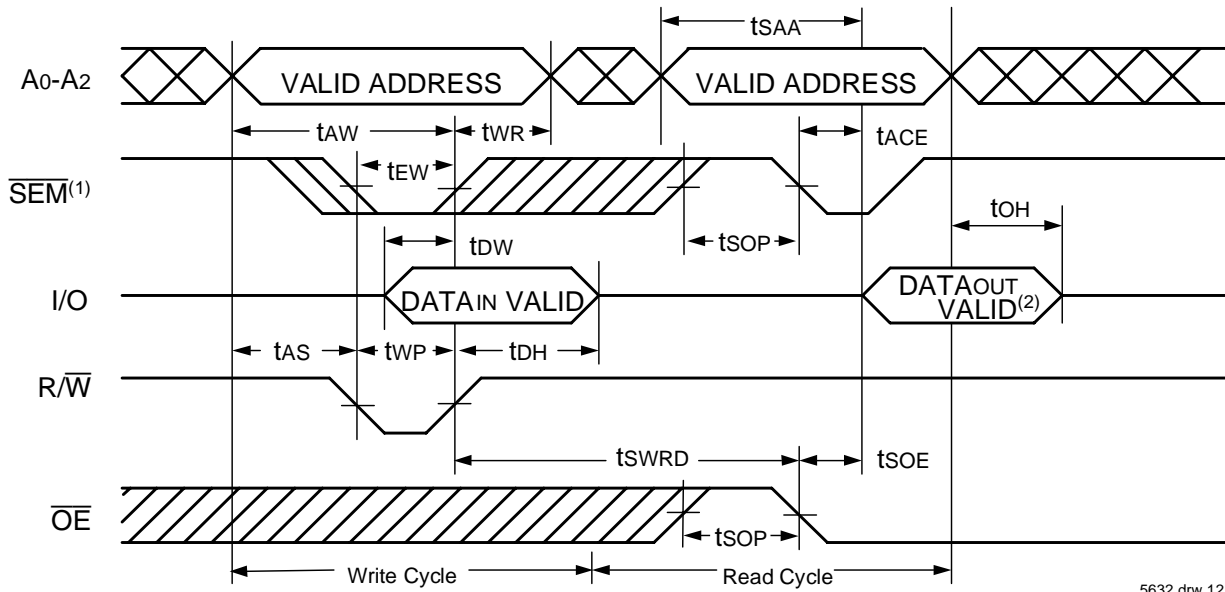 tSAA
A0-A2
VALID ADDRESS
VALID ADDRESS
tAW
tWR
tACE
tEW
SEM(1)
tSOP
tOH
tDW
I/O
DATAIN VALID
DATAOUT
VALID(2)
tAS
tWP
tDH
R/W
tSWRD
tSOE
OE
tSOP
Write Cycle
Read Cycle
5632 drw 12